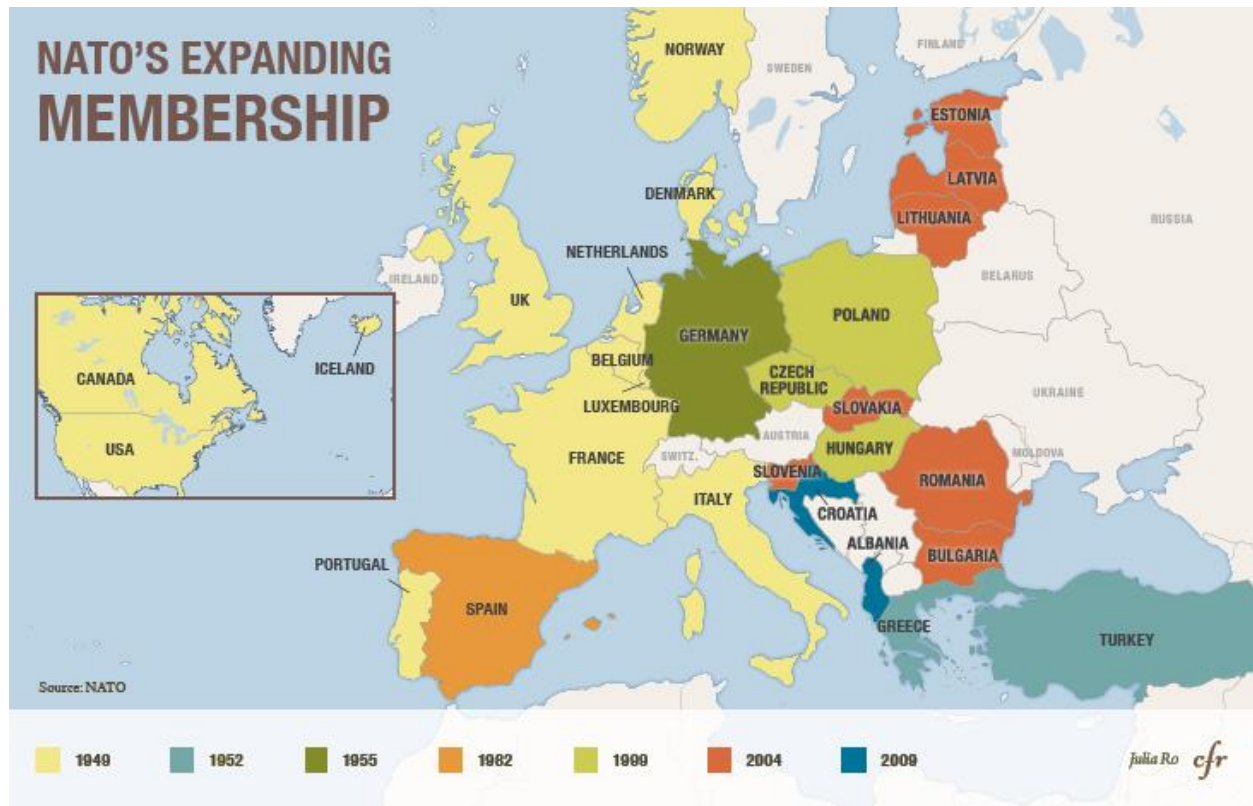 NATO'S EXPANDING
MEMBERSHIP
NORWAY
SWEDEN
FINLAND
ESTONIA
LATVIA
LITHUANIA
RUSSIA
DENMARK
NETHERLANDS
IRELAND
UK
BELARUS
POLAND
GERMANY
BELGIUM
LUXEMBOURG
CZECH
REPUBLIC
UKRAINE
SLOVAKIA
AUSTRIA
SWITZ.
FRANCE
HUNGARY
MOLDOVA
SLOVENIA
ROMANIA
ITALY
CROATIA
ALBANIA
BULGARIA
PORTUGAL
SPAIN
GREECE
TURKEY
CANADA
USA
ICELAND
Source: NATO
1949
1952
1955
1982
1999
2004
2009
Julia Ro cfr